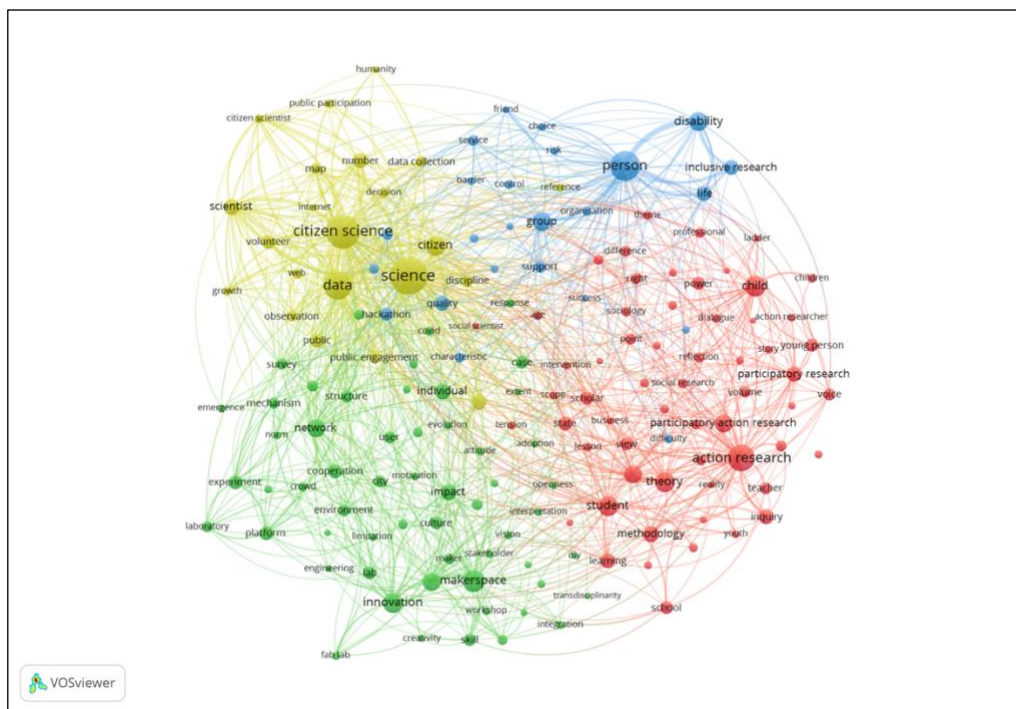 humanity
public participation
citizen scientist
friend
choice
disability
service
number
data collection
risk
map
person
inclusive research
barrier
control
reference
decision
life
internet
scientist
organisation
theme
group
citizen science
professional
ladder
volunteer
citizen
difference
support
web
science
discipline
right
power
child
children
data
growth
success
quality
response
sociology
observation
hackathon
act
dialogue
action researcher
covid
social scientist
public
point
story
young person
public engagement
characteristic
case
reflection
survey
intervention
participatory research
social research
individual
extent
scope
scholar
volume
voice
mechanism
structure
emergence
evolution
tension
state
business
participatory action research
network
norm
user
attitude
adoption
lesson
view
difficulty
action research
cooperation
city
motivation
experiment
crowd
impact
openness
theory
reality
teacher
environment
culture
interpretation
student
inquiry
laboratory
platform
limitation
vision
methodology
youth
maker
stakeholder
diy
learning
engineering
lab
makerspace
transdisciplinarity
innovation
workshop
school
creativity
skill
integration
fab lab
VOSviewer